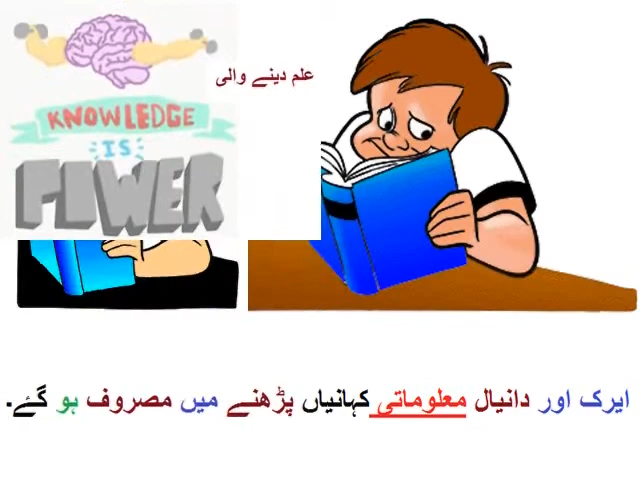 KNOWLEDGE
IS
POWER
علم دینے والی
ایرک اور دانیال معلوماتی کہانیاں پڑھنے میں مصروف ہو گئے۔